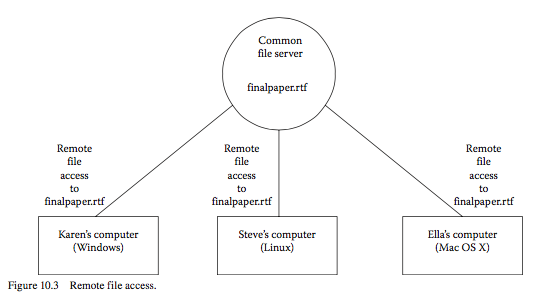 Common
file server
finalpaper.rtf
Remote
file
access
to
finalpaper.rtf
Remote
file
access
to
finalpaper.rtf
Remote
file
access
to
finalpaper.rtf
Karen's computer
(Windows)
Steve's computer
(Linux)
Ella's computer
(Mac OS X)
Figure 10.3 Remote file access.